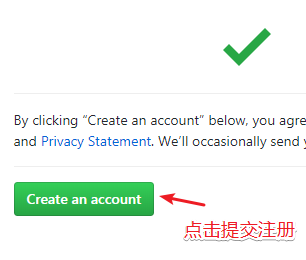 By clicking “Create an account” below, you agre
and Privacy Statement. We’ll occasionally send
Create an account
点击提交注册